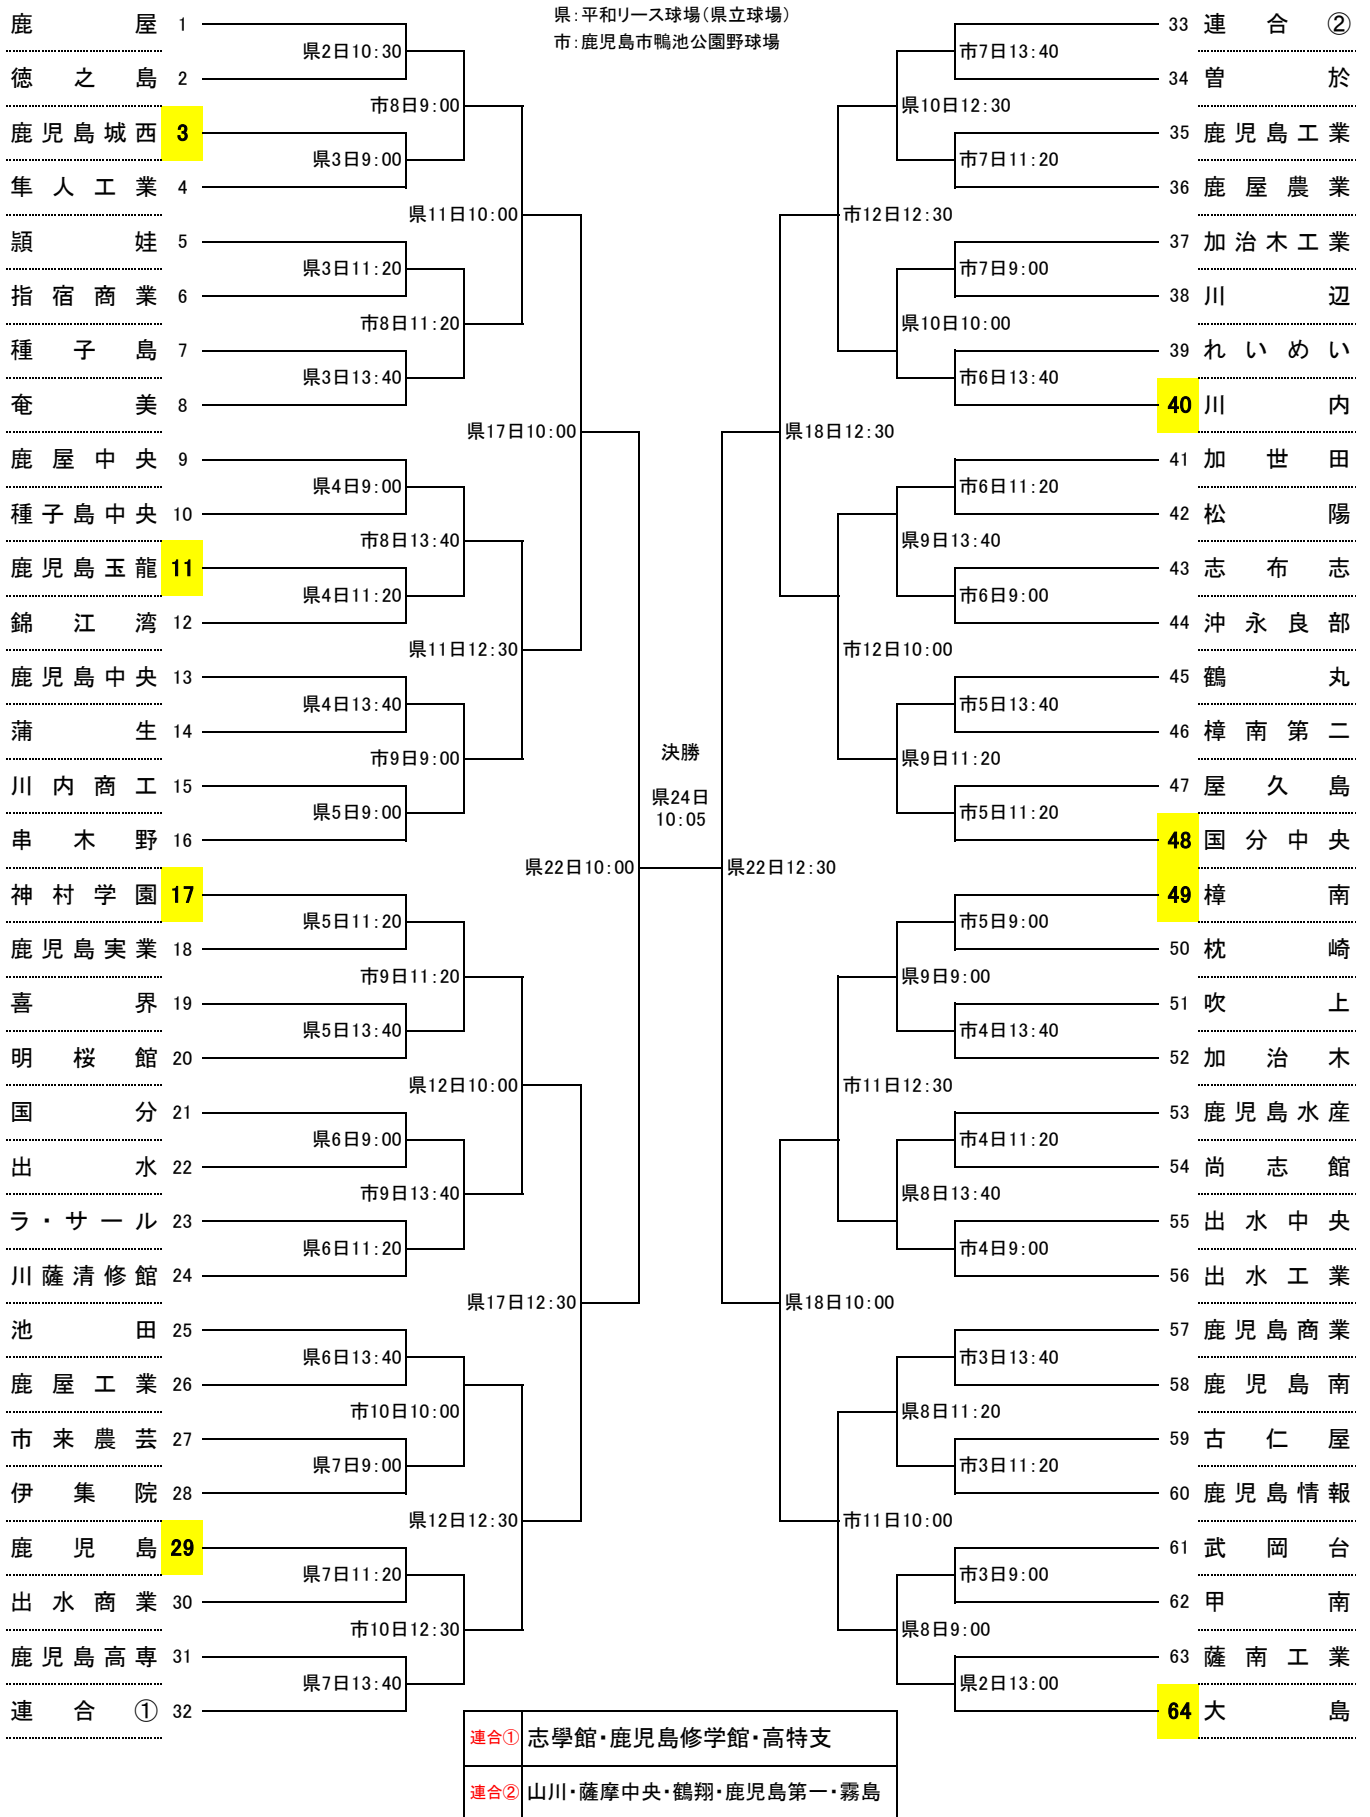 県：平和リース球場（県立球場）
市：鹿児島市鴨池公園野球場
鹿屋 1
県2日10：30
徳之島 2
市8日9：00
鹿児島城西 3
県3日9：00
隼人工業 4
県11日10：00
頴娃 5
県3日11：20
指宿商業 6
市8日11：20
種子島 7
県3日13：40
奄美 8
県17日10：00
鹿屋中央 9
県4日9：00
種子島中央 10
市8日13：40
鹿児島玉龍 11
県4日11：20
錦江湾 12
県11日12：30
鹿児島中央 13
県4日13：40
蒲生 14
市9日9：00
川内商工 15
県5日9：00
串木野 16
県22日10：00
神村学園 17
県5日11：20
鹿児島実業 18
市9日11：20
喜界 19
県5日13：40
明桜館 20
県12日10：00
国分 21
県6日9：00
出水 22
市9日13：40
ラ・サール 23
県6日11：20
川薩清修館 24
県17日12：30
池田 25
県6日13：40
鹿屋工業 26
市10日10：00
市来農芸 27
県7日9：00
伊集院 28
県12日12：30
鹿児島 29
県7日11：20
出水商業 30
市10日12：30
鹿児島高専 31
県7日13：40
連合① 32
決勝
県24日
10：05
33 連合②
市7日13：40
34 曽於
県10日12：30
35 鹿児島工業
市7日11：20
36 鹿屋農業
市12日12：30
37 加治木工業
市7日9：00
38 川辺
県10日10：00
39 れいめい
市6日13：40
40 川内
県18日12：30
41 加世田
市6日11：20
42 松陽
県9日13：40
43 志布志
市6日9：00
44 沖永良部
市12日10：00
45 鶴丸
市5日13：40
46 樟南第二
県9日11：20
47 屋久島
市5日11：20
48 国分中央
県22日12：30
49 樟南
市5日9：00
50 枕崎
県9日9：00
51 吹上
市4日13：40
52 加治木
市11日12：30
53 鹿児島水産
市4日11：20
54 尚志館
県8日13：40
55 出水中央
市4日9：00
56 出水工業
県18日10：00
57 鹿児島商業
市3日13：40
58 鹿児島南
県8日11：20
59 古仁屋
市3日11：20
60 鹿児島情報
市11日10：00
61 武岡台
市3日9：00
62 甲南
県8日9：00
63 薩南工業
県2日13：00
64 大島
連合① 志學館・鹿児島修学館・高特支
連合② 山川・薩摩中央・鶴翔・鹿児島第一・霧島